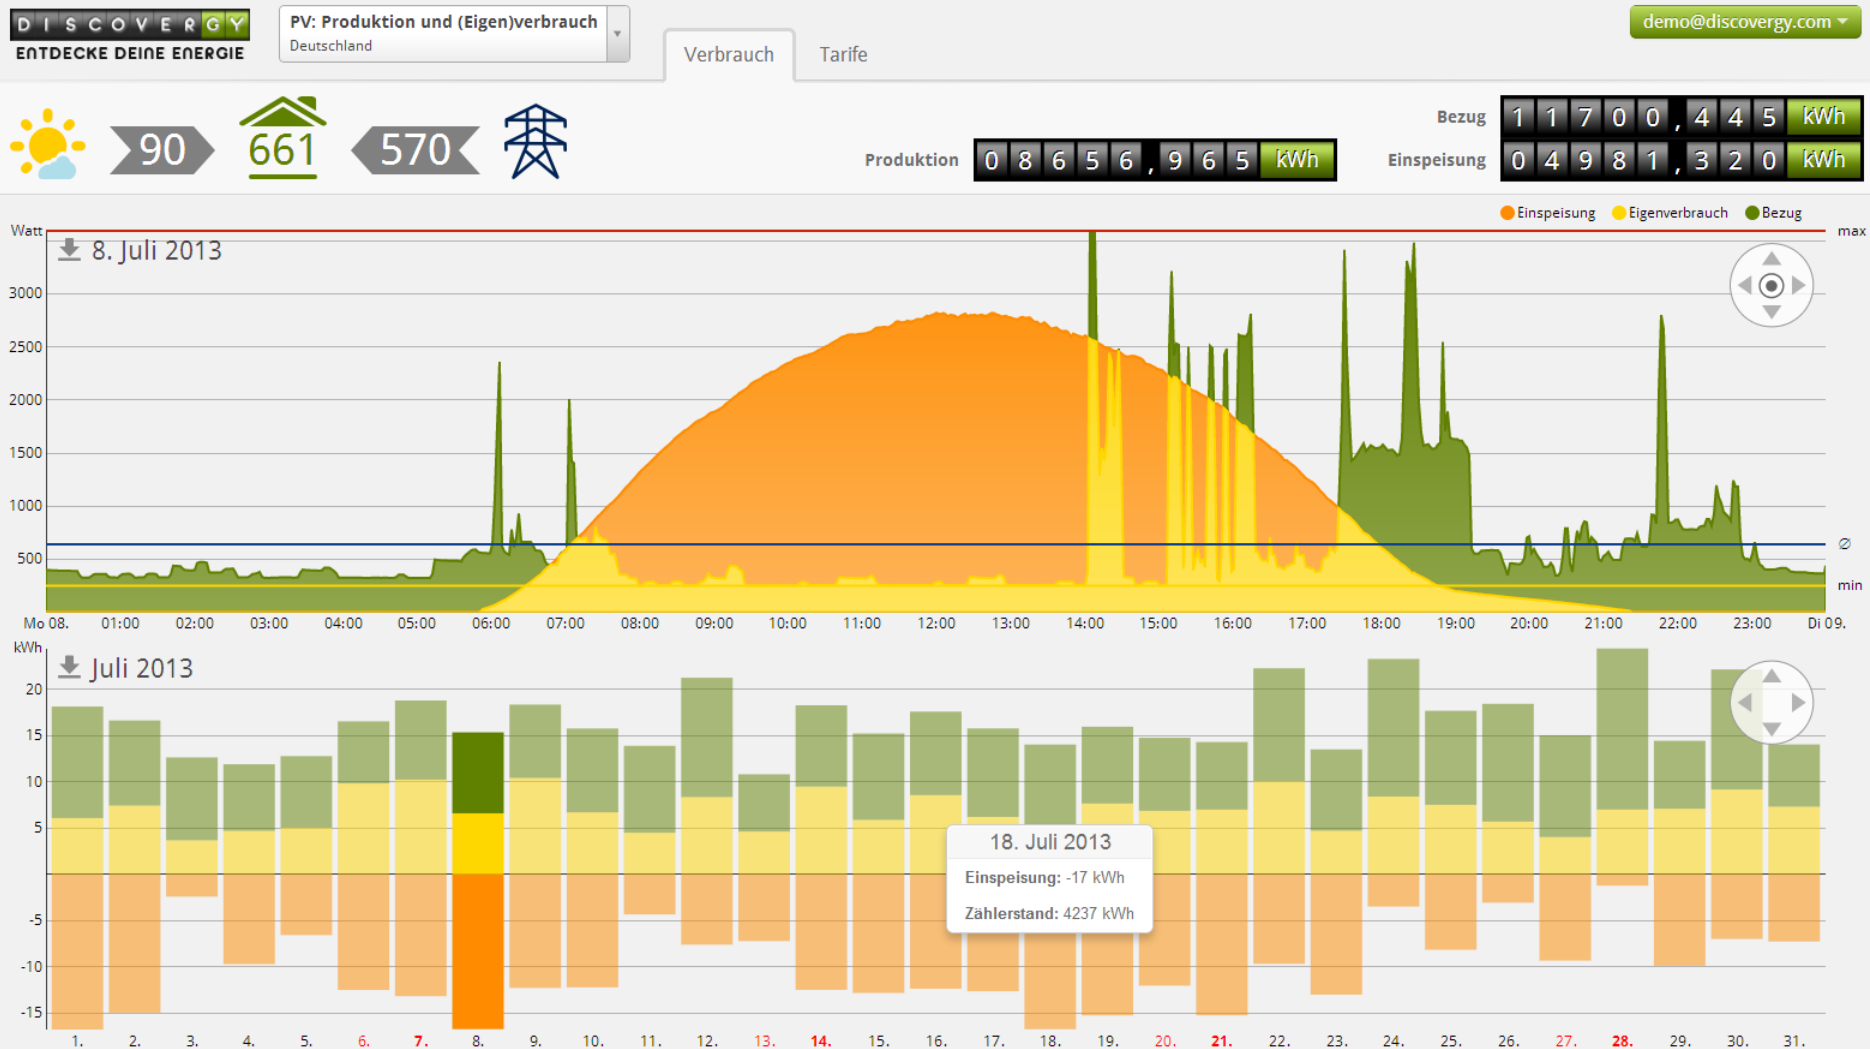 DISCOVERGY
ENTDECKE DEINE ENERGIE
PV: Produktion und (Eigen)verbrauch
Deutschland
Verbrauch
Tarife
demo@discovergy.com
90
661
570
Produktion
08656,965 kWh
Bezug
11700,445 kWh
Einspeisung
04981,320 kWh
Einspeisung
Eigenverbrauch
Bezug
Watt
max
8. Juli 2013
3000
2500
2000
1500
1000
500
Ø
min
Mo 08. 01:00 02:00 03:00 04:00 05:00 06:00 07:00 08:00 09:00 10:00 11:00 12:00 13:00 14:00 15:00 16:00 17:00 18:00 19:00 20:00 21:00 22:00 23:00 Di 09.
kWh
Juli 2013
20
15
10
5
18. Juli 2013
Einspeisung: -17 kWh
Zählerstand: 4237 kWh
-5
-10
-15
1. 2. 3. 4. 5. 6. 7. 8. 9. 10. 11. 12. 13. 14. 15. 16. 17. 18. 19. 20. 21. 22. 23. 24. 25. 26. 27. 28. 29. 30. 31.